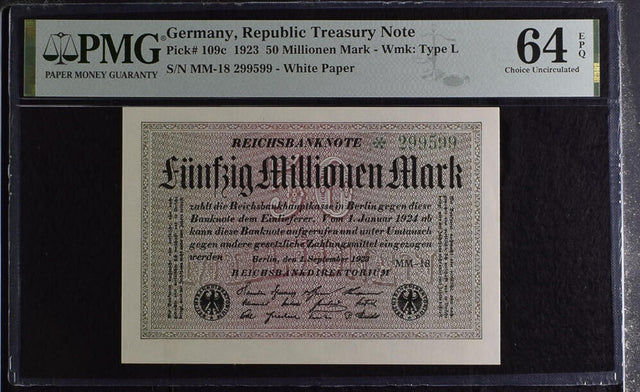 PMG
PAPER MONEY GUARANTY
Germany, Republic Treasury Note
Pick# 109c 1923 50 Millionen Mark - Wmk: Type L
S/N MM-18 299599 - White Paper
64 EPQ
Choice Uncirculated
REICHSBANKNOTE * 299599
50
Fünfzig Millionen Mark
zahlt die Reichsbankhauptkasse in Berlin gegen diese
Banknote dem Einlieferer. Vom 1. Januar 1924 ab
kann diese Banknote aufgerufen und unter Umtausch
gegen andere gesetzliche Zahlungsmittel eingezogen
werden
Berlin, den 1. September 1923
MM-18
REICHSBANKDIREKTORIUM